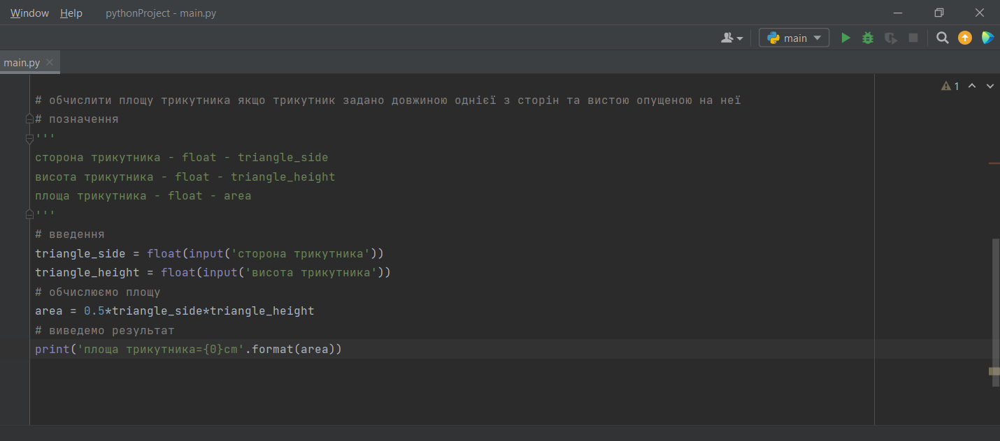 Window Help pythonProject - main.py
main
main.py
1
# обчислити площу трикутника якщо трикутник задано довжиною однієї з сторін та вистою опущеною на неї
# позначення
'''
сторона трикутника - float - triangle_side
висота трикутника - float - triangle_height
площа трикутника - float - area
'''
# введення
triangle_side = float(input('сторона трикутника'))
triangle_height = float(input('висота трикутника'))
# обчислюємо площу
area = 0.5*triangle_side*triangle_height
# виведемо результат
print('площа трикутника={0}cm'.format(area))